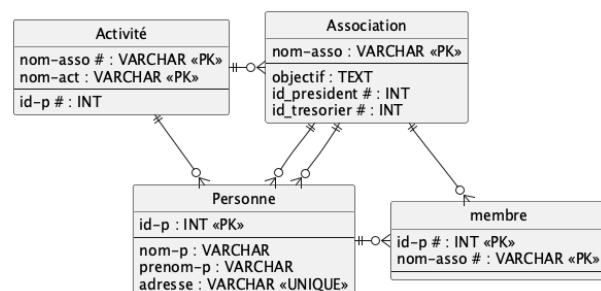 Activité
nom-asso # : VARCHAR «PK»
nom-act : VARCHAR «PK»
id-p # : INT
Association
nom-asso : VARCHAR «PK»
objectif : TEXT
id_president # : INT
id_tresorier # : INT
Personne
id-p : INT «PK»
nom-p : VARCHAR
prenom-p : VARCHAR
adresse : VARCHAR «UNIQUE»
membre
id-p # : INT «PK»
nom-asso # : VARCHAR «PK»